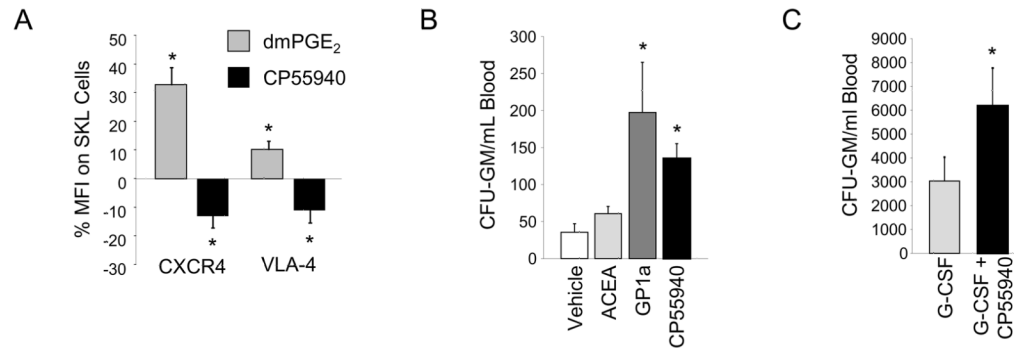 A
% MFI on SKL Cells
50
40
30
20
10
0
-10
-20
-30
dmPGE2
CP55940
*
*
*
*
CXCR4
VLA-4
B
CFU-GM/mL Blood
300
250
200
150
100
50
0
*
*
Vehicle
ACEA
GP1a
CP55940
C
CFU-GM/ml Blood
9000
8000
7000
6000
5000
4000
3000
2000
1000
0
*
G-CSF
G-CSF +
CP55940